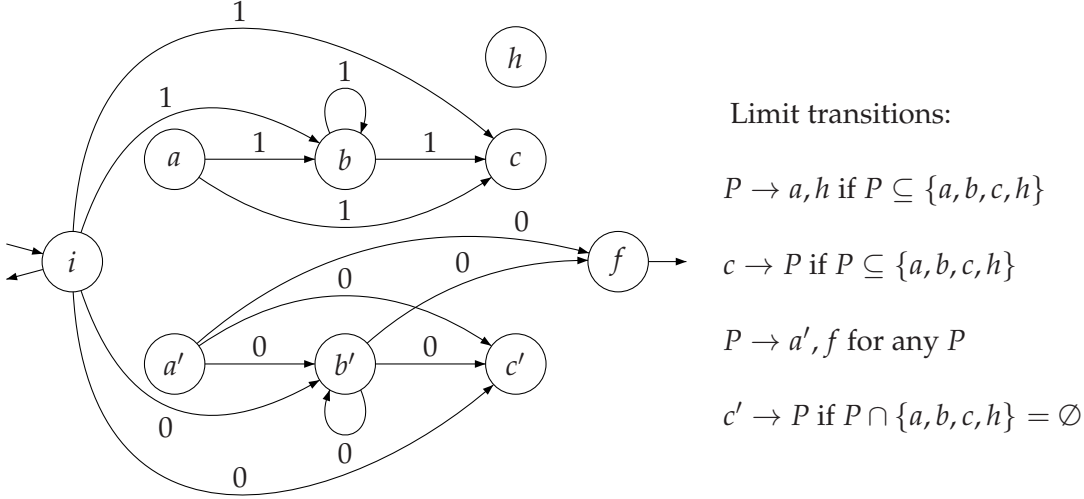 1
h
1
1
a
1
b
1
c
1
0
i
0
f
0
a′
0
b′
0
c′
0
0
0
Limit transitions:
P → a, h if P ⊆ {a, b, c, h}
c → P if P ⊆ {a, b, c, h}
P → a′, f for any P
c′ → P if P ∩ {a, b, c, h} = ∅